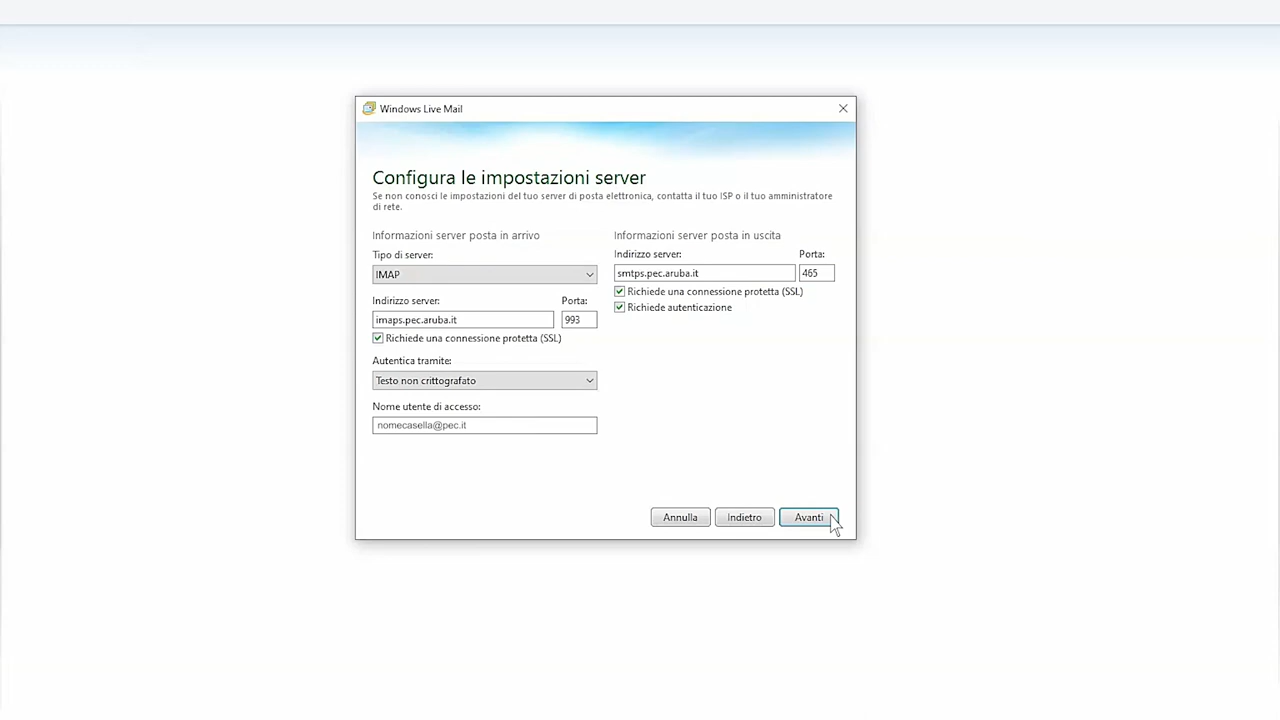 Windows Live Mail
Configura le impostazioni server
Se non conosci le impostazioni del tuo server di posta elettronica, contatta il tuo ISP o il tuo amministratore
di rete.
Informazioni server posta in arrivo
Tipo di server:
IMAP
Indirizzo server:
Porta:
imaps.pec.aruba.it
993
Richiede una connessione protetta (SSL)
Autentica tramite:
Testo non crittografato
Nome utente di accesso:
nomecasella@pec.it
Informazioni server posta in uscita
Indirizzo server:
Porta:
smtps.pec.aruba.it
465
Richiede una connessione protetta (SSL)
Richiede autenticazione
Annulla
Indietro
Avanti